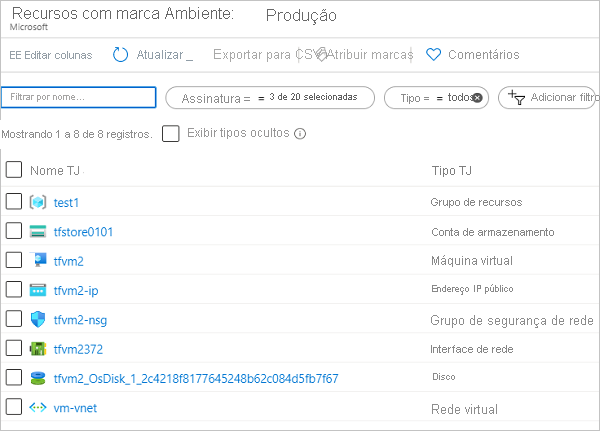 Recursos com marca Ambiente: Produção
Microsoft
EE Editar colunas Atualizar _ Exportar para CSV Atribuir marcas Comentários
Filtrar por nome... Assinatura = = 3 de 20 selecionadas Tipo = = todos Adicionar filtro
Mostrando 1 a 8 de 8 registros. Exibir tipos ocultos
Nome TJ Tipo TJ
test1 Grupo de recursos
tfstore0101 Conta de armazenamento
tfvm2 Máquina virtual
tfvm2-ip Endereço IP público
tfvm2-nsg Grupo de segurança de rede
tfvm2372 Interface de rede
tfvm2_OsDisk_1_2c4218f8177645248b62c084d5fb7f67 Disco
vm-vnet Rede virtual